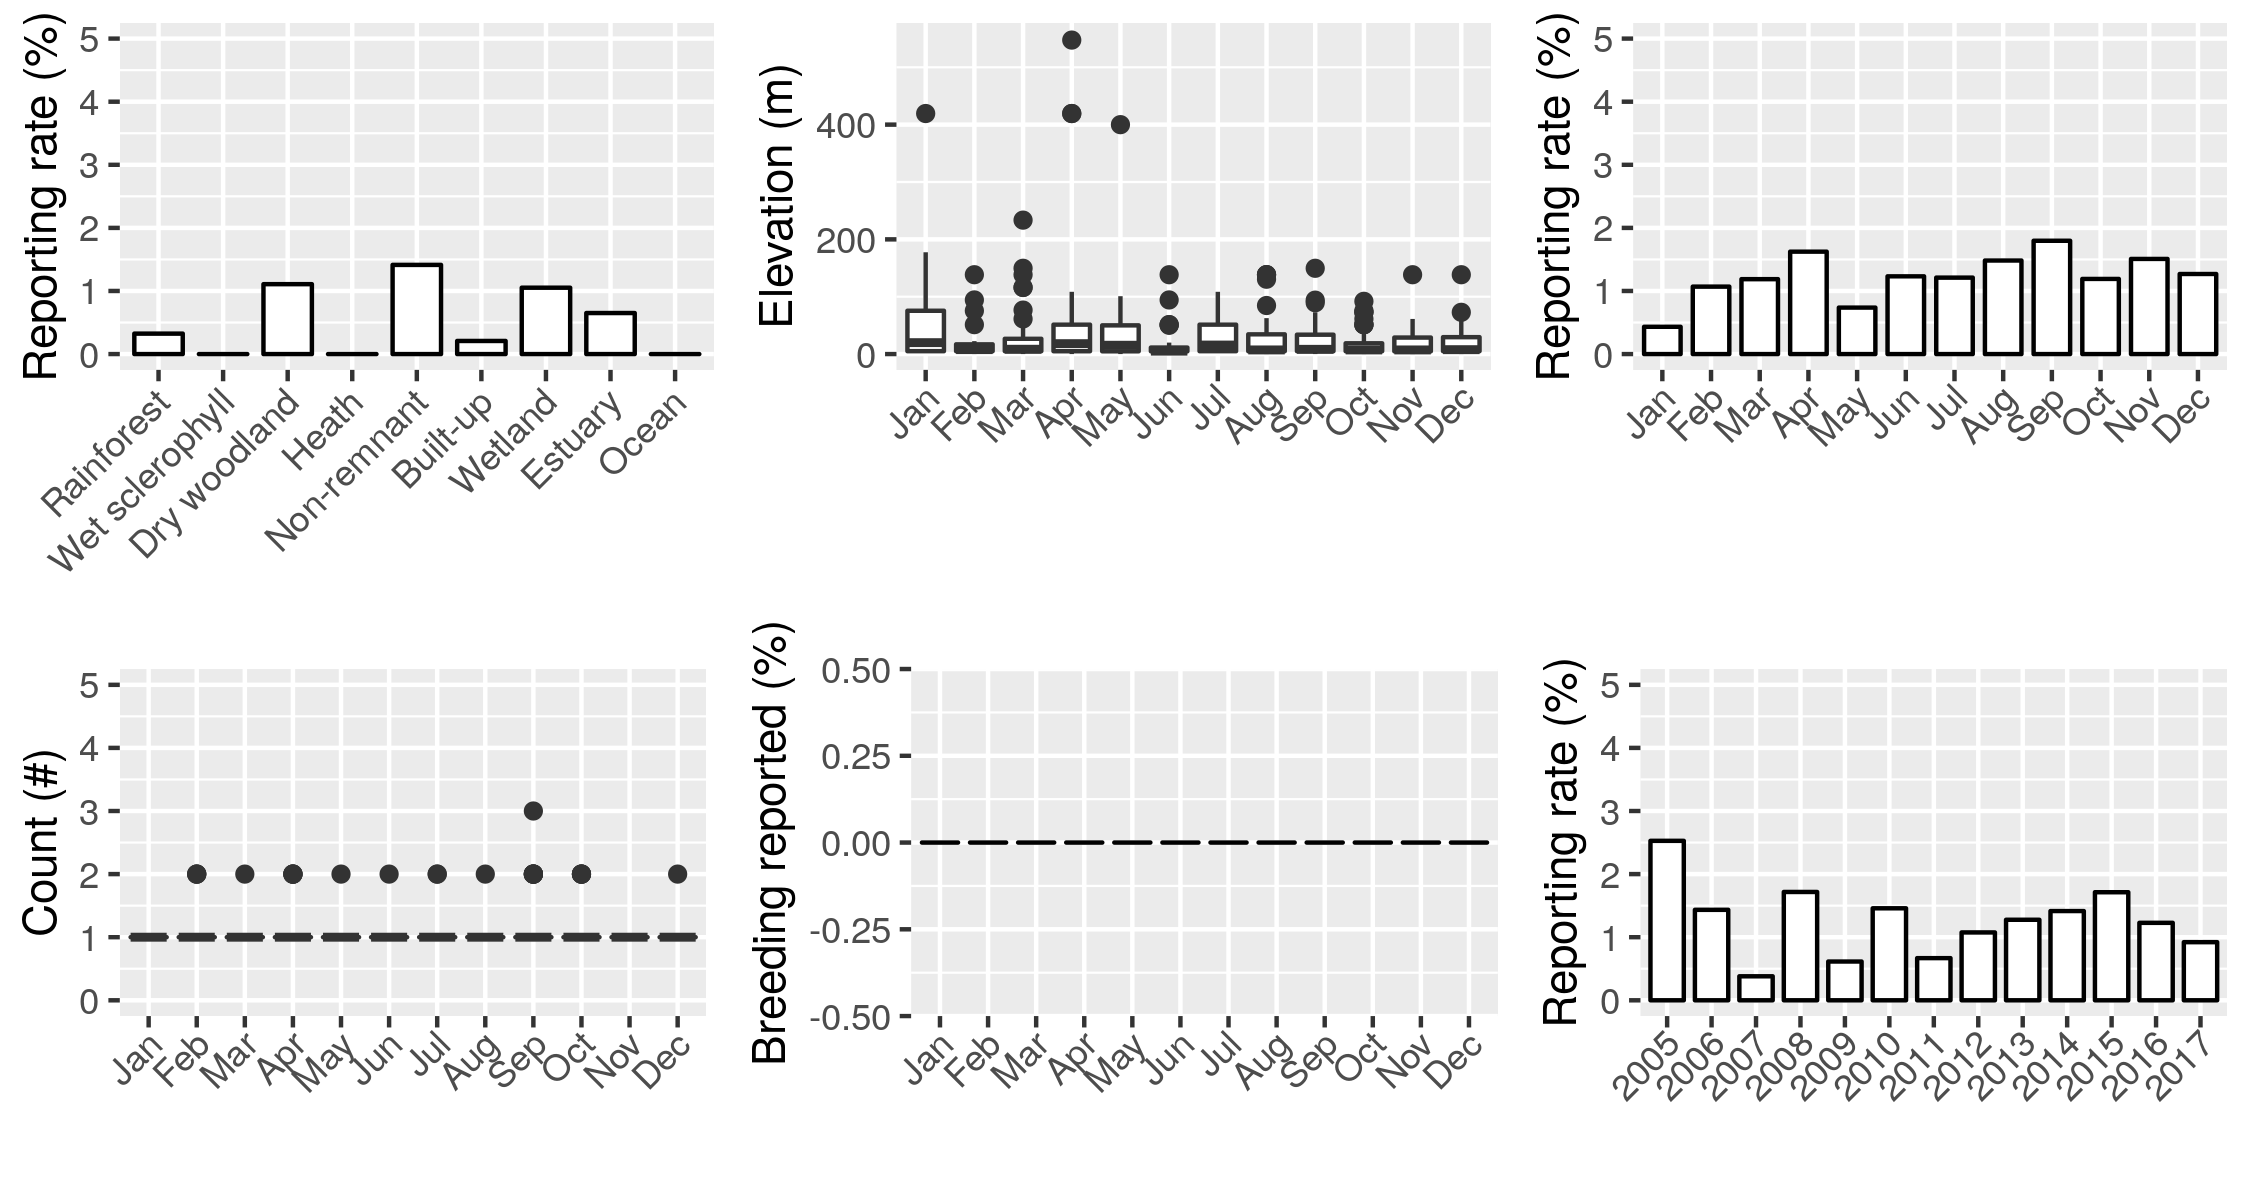 Reporting rate (%)
5
4
3
2
1
0
Rainforest
Wet sclerophyll
Dry woodland
Heath
Non-remnant
Built-up
Wetland
Estuary
Ocean
Elevation (m)
400
200
0
Jan
Feb
Mar
Apr
May
Jun
Jul
Aug
Sep
Oct
Nov
Dec
Reporting rate (%)
5
4
3
2
1
0
Jan
Feb
Mar
Apr
May
Jun
Jul
Aug
Sep
Oct
Nov
Dec
Count (#)
5
4
3
2
1
0
Jan
Feb
Mar
Apr
May
Jun
Jul
Aug
Sep
Oct
Nov
Dec
Breeding reported (%)
0.50
0.25
0.00
-0.25
-0.50
Jan
Feb
Mar
Apr
May
Jun
Jul
Aug
Sep
Oct
Nov
Dec
Reporting rate (%)
5
4
3
2
1
0
2005
2006
2007
2008
2009
2010
2011
2012
2013
2014
2015
2016
2017